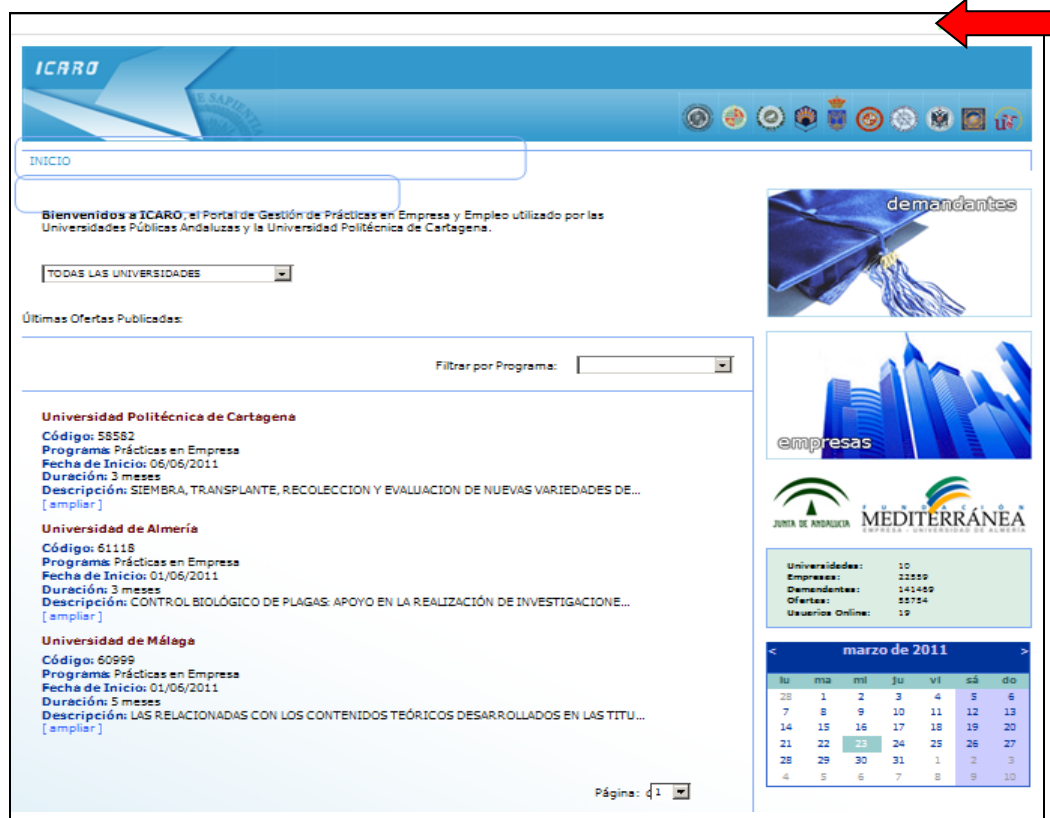 ICARO
E SAPIE
INICIO
Bienvenidos a ICARO, el Portal de Gestión de Prácticas en Empresa y Empleo utilizado por las
Universidades Públicas Andaluzas y la Universidad Politécnica de Cartagena.
TODAS LAS UNIVERSIDADES
Últimas Ofertas Publicadas:
Filtrar por Programa:
Universidad Politécnica de Cartagena
Código: 58582
Programa: Prácticas en Empresa
Fecha de Inicio: 06/06/2011
Duración: 3 meses
Descripción: SIEMBRA, TRANSPLANTE, RECOLECCION Y EVALUACION DE NUEVAS VARIEDADES DE...
[ ampliar ]
Universidad de Almería
Código: 61118
Programa: Prácticas en Empresa
Fecha de Inicio: 01/06/2011
Duración: 3 meses
Descripción: CONTROL BIOLÓGICO DE PLAGAS: APOYO EN LA REALIZACIÓN DE INVESTIGACIONE...
[ ampliar ]
Universidad de Málaga
Código: 60999
Programa: Prácticas en Empresa
Fecha de Inicio: 01/06/2011
Duración: 5 meses
Descripción: LAS RELACIONADAS CON LOS CONTENIDOS TEÓRICOS DESARROLLADOS EN LAS TITU...
[ ampliar ]
Página: 1
demandantes
empresas
JUNTA DE ANDALUCIA
FUNDACIÓN
MEDITERRÁNEA
EMPRESA - UNIVERSIDAD DE ALMERÍA
Universidades: 10
Empresas: 22559
Demandantes: 141469
Ofertas: 55754
Usuarios Online: 19
< marzo de 2011 >
lu ma mi ju vi sá do
28 1 2 3 4 5 6
7 8 9 10 11 12 13
14 15 16 17 18 19 20
21 22 23 24 25 26 27
28 29 30 31 1 2 3
4 5 6 7 8 9 10